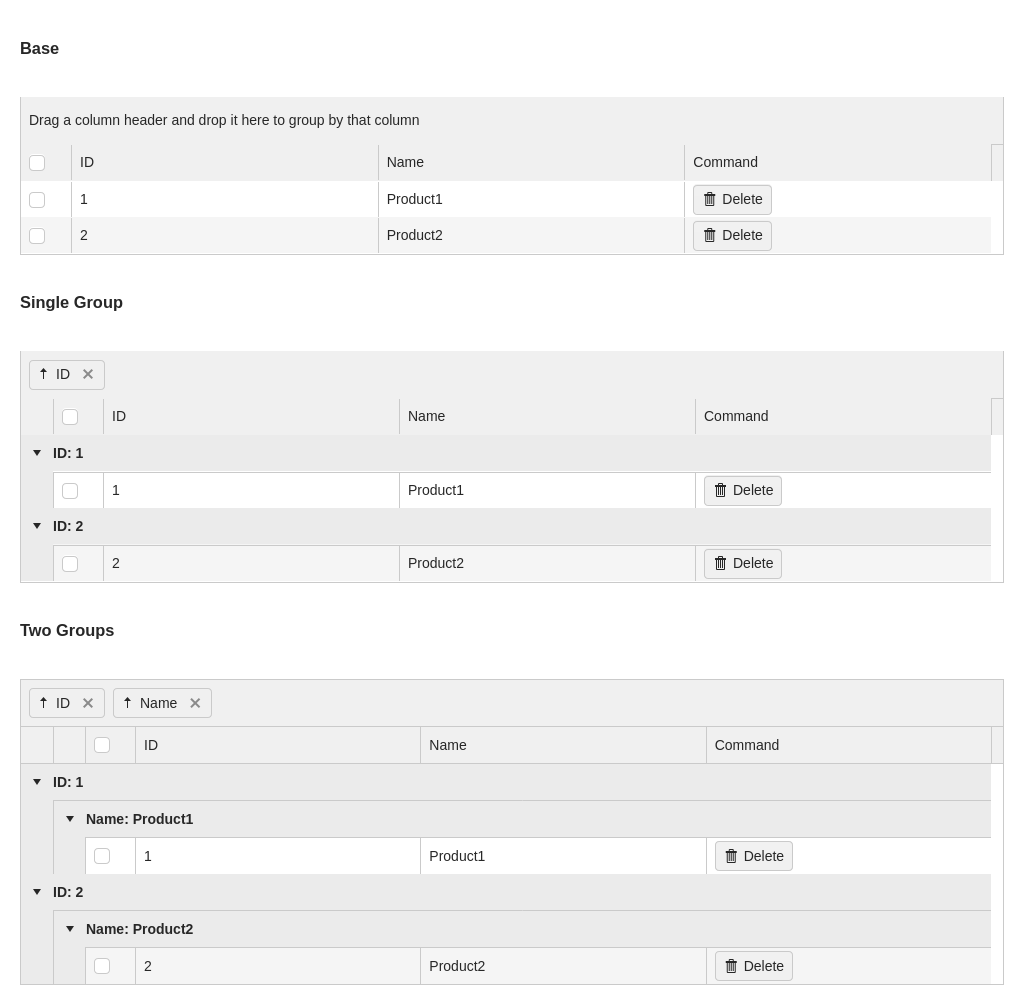 Base
Drag a column header and drop it here to group by that column
ID Name Command
1 Product1 Delete
2 Product2 Delete
Single Group
ID
ID Name Command
ID: 1
1 Product1 Delete
ID: 2
2 Product2 Delete
Two Groups
ID Name
ID Name Command
ID: 1
Name: Product1
1 Product1 Delete
ID: 2
Name: Product2
2 Product2 Delete